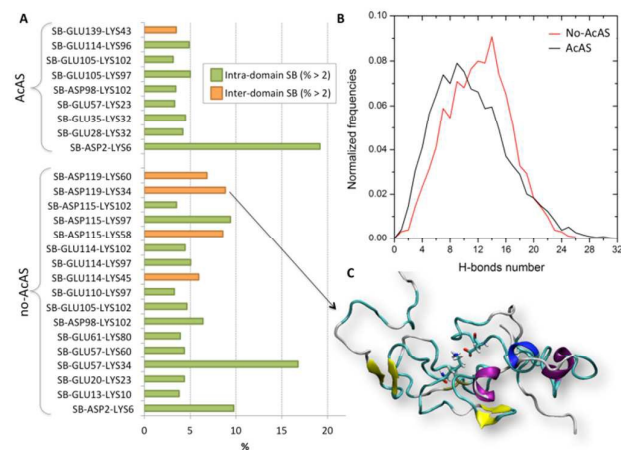 A
AcAS
SB-GLU139-LYS43
SB-GLU114-LYS96
SB-GLU105-LYS102
SB-GLU105-LYS97
SB-ASP98-LYS102
SB-GLU57-LYS23
SB-GLU35-LYS32
SB-GLU28-LYS32
SB-ASP2-LYS6
Intra-domain SB (% > 2)
Inter-domain SB (% > 2)
no-AcAS
SB-ASP119-LYS60
SB-ASP119-LYS34
SB-ASP115-LYS102
SB-ASP115-LYS97
SB-ASP115-LYS58
SB-GLU114-LYS102
SB-GLU114-LYS97
SB-GLU114-LYS45
SB-GLU110-LYS97
SB-GLU105-LYS102
SB-ASP98-LYS102
SB-GLU61-LYS80
SB-GLU57-LYS60
SB-GLU57-LYS34
SB-GLU20-LYS23
SB-GLU13-LYS10
SB-ASP2-LYS6
0 5 10 15 20
%
B
Normalized frequencies
0.10
0.08
0.06
0.04
0.02
0.00
No-AcAS
AcAS
0 4 8 12 16 20 24 28 32
H-bonds number
C